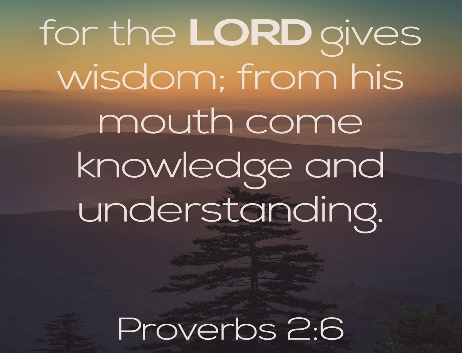 for the LORD gives
wisdom; from his
mouth come
knowledge and
understanding.
Proverbs 2:6